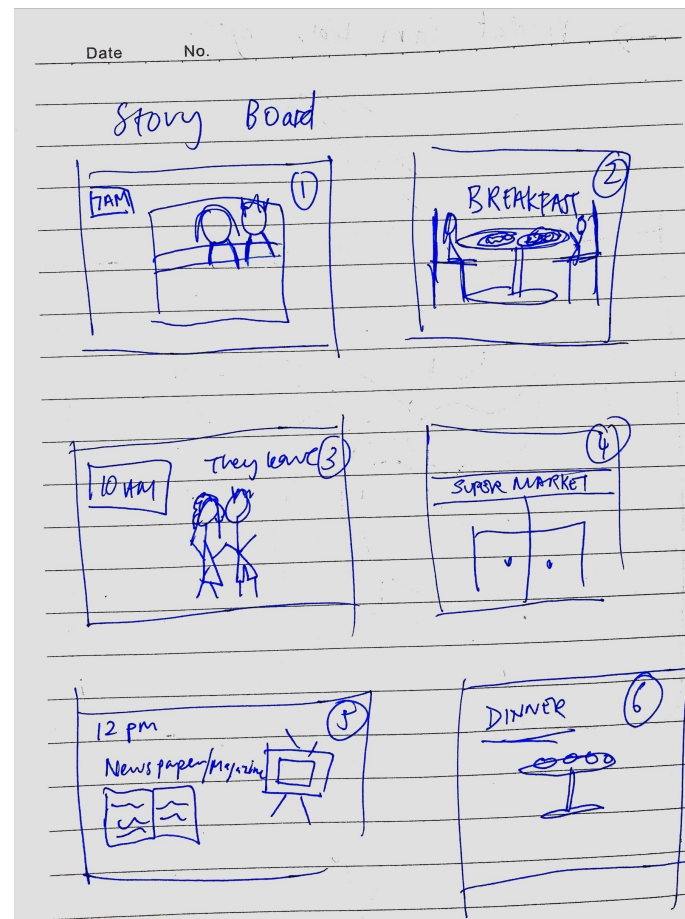 Date No.
Story Board
1
7AM
2
BREAKFAST
3
They leave
10 AM
4
SUPER MARKET
5
12 pm
Newspaper/Magazine
6
DINNER